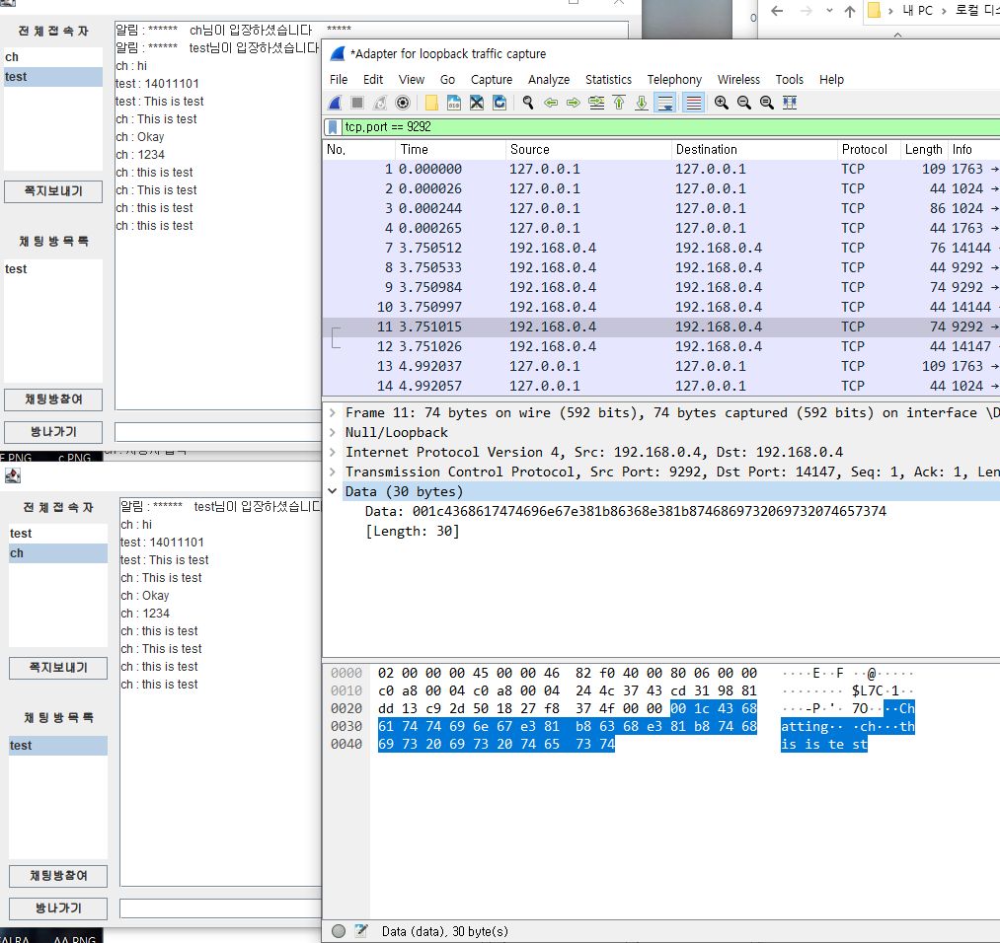 전 체 접 속 자
ch
test
쪽지보내기
채 팅 방 목 록
test
채팅방참여
방나가기
알림 : ****** ch님이 입장하셨습니다 *****
알림 : ****** test님이 입장하셨습니다
ch : hi
test : 14011101
test : This is test
ch : This is test
ch : Okay
ch : 1234
ch : this is test
ch : This is test
ch : this is test
ch : this is test
내 PC
로컬 디스
*Adapter for loopback traffic capture
File Edit View Go Capture Analyze Statistics Telephony Wireless Tools Help
tcp.port == 9292
No. Time Source Destination Protocol Length Info
1 0.000000 127.0.0.1 127.0.0.1 TCP 109 1763 →
2 0.000026 127.0.0.1 127.0.0.1 TCP 44 1024 →
3 0.000244 127.0.0.1 127.0.0.1 TCP 86 1024 →
4 0.000265 127.0.0.1 127.0.0.1 TCP 44 1763 →
7 3.750512 192.168.0.4 192.168.0.4 TCP 76 14144
8 3.750533 192.168.0.4 192.168.0.4 TCP 44 9292 →
9 3.750984 192.168.0.4 192.168.0.4 TCP 74 9292 →
10 3.750997 192.168.0.4 192.168.0.4 TCP 44 14144
11 3.751015 192.168.0.4 192.168.0.4 TCP 74 9292 →
12 3.751026 192.168.0.4 192.168.0.4 TCP 44 14147
13 4.992037 127.0.0.1 127.0.0.1 TCP 109 1763 →
14 4.992057 127.0.0.1 127.0.0.1 TCP 44 1024 →
Frame 11: 74 bytes on wire (592 bits), 74 bytes captured (592 bits) on interface \D
Null/Loopback
Internet Protocol Version 4, Src: 192.168.0.4, Dst: 192.168.0.4
Transmission Control Protocol, Src Port: 9292, Dst Port: 14147, Seq: 1, Ack: 1, Len
Data (30 bytes)
Data: 001c4368617474696e67e381b86368e381b87468697320697320​74657374
[Length: 30]
0000 02 00 00 00 45 00 00 46 82 f0 40 00 80 06 00 00 ····E··F ··@·····
0010 c0 a8 00 04 c0 a8 00 04 24 4c 37 43 cd 31 98 81 ········ $L7C·1··
0020 dd 13 c9 2d 50 18 27 f8 37 4f 00 00 00 1c 43 68 ···-P·'· 7O····Ch
0030 61 74 74 69 6e 67 e3 81 b8 63 68 e3 81 b8 74 68 atting·· ·ch···th
0040 69 73 20 69 73 20 74 65 73 74 is is te st
Data (data), 30 byte(s)
F.PNG c.PNG
전 체 접 속 자
test
ch
쪽지보내기
채 팅 방 목 록
test
채팅방참여
방나가기
알림 : ****** test님이 입장하셨습니다
ch : hi
test : 14011101
test : This is test
ch : This is test
ch : Okay
ch : 1234
ch : this is test
ch : This is test
ch : this is test
ch : this is test
AA.PNG